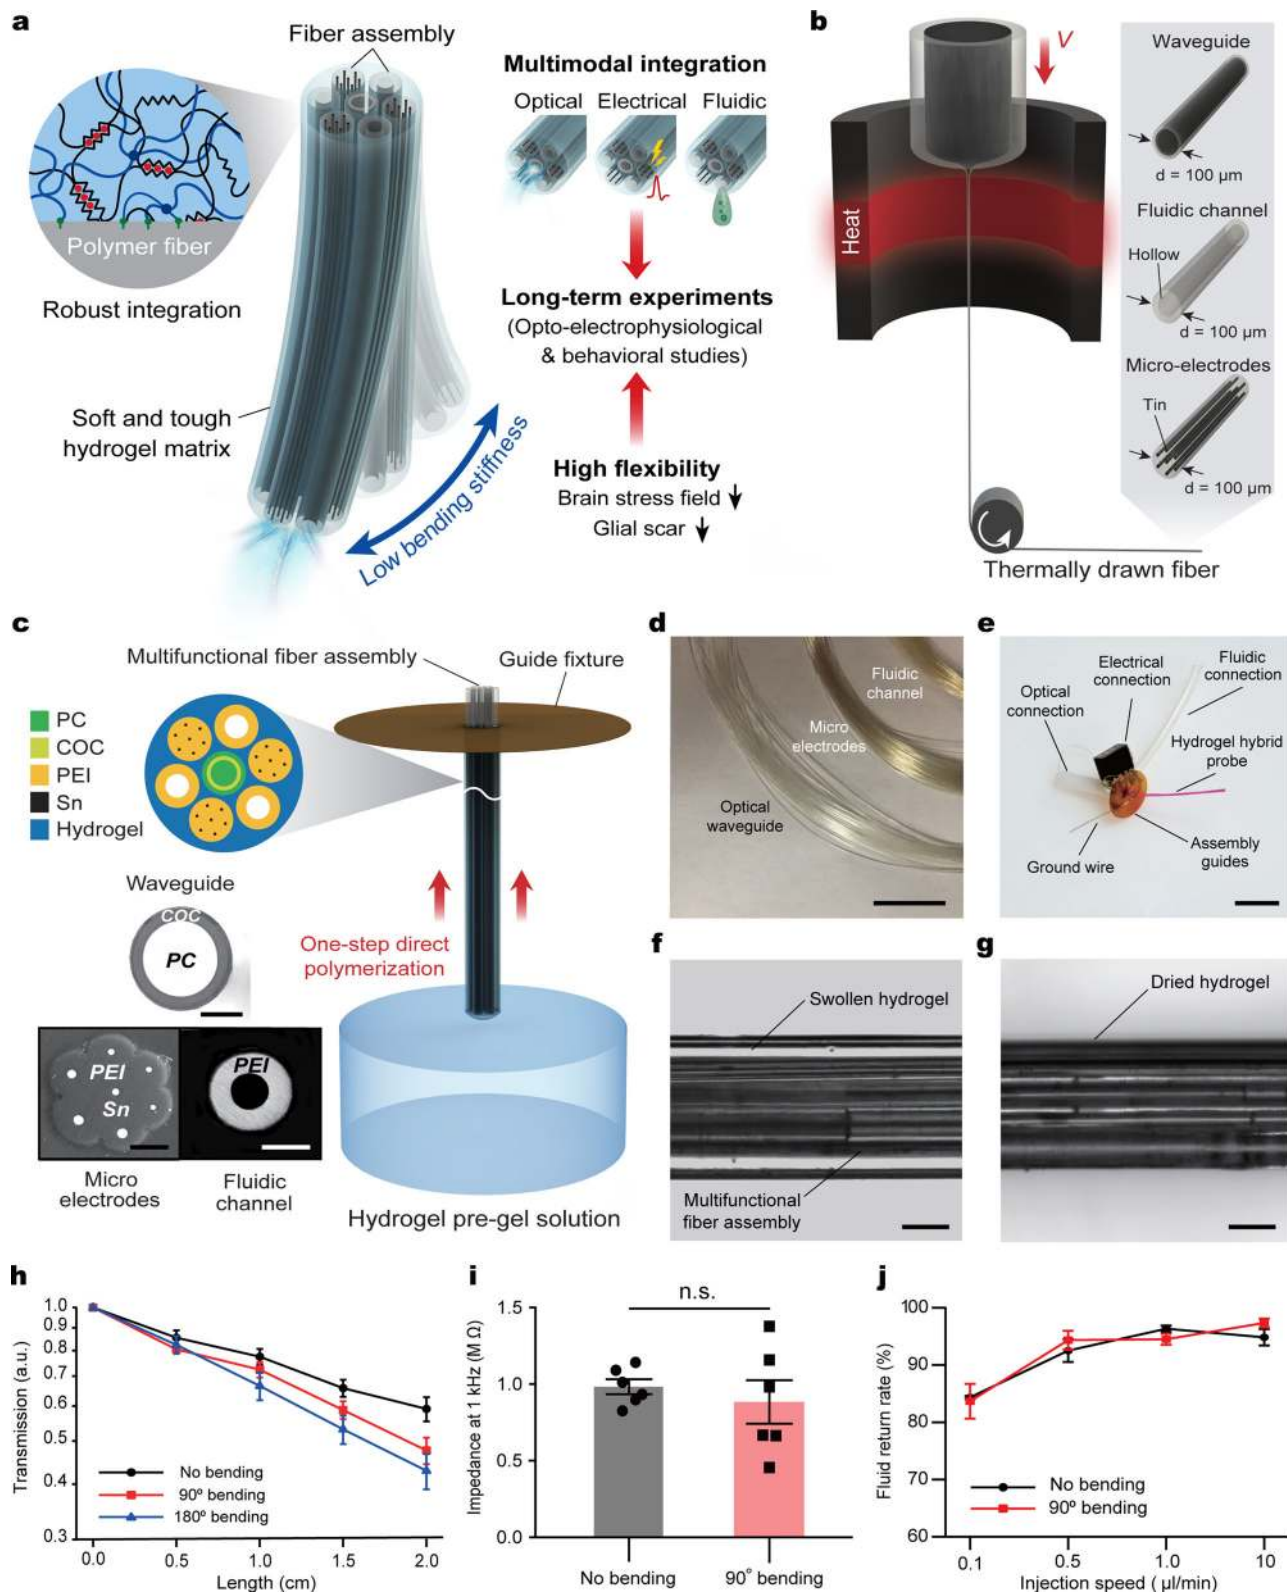 a
Fiber assembly
Polymer fiber
Robust integration
Soft and tough
hydrogel matrix
Low bending stiffness
Multimodal integration
Optical
Electrical
Fluidic
Long-term experiments
(Opto-electrophysiological
& behavioral studies)
High flexibility
Brain stress field
Glial scar
b
V
Heat
Waveguide
d = 100 µm
Fluidic channel
Hollow
d = 100 µm
Micro-electrodes
Tin
d = 100 µm
Thermally drawn fiber
c
Multifunctional fiber assembly
Guide fixture
PC
COC
PEI
Sn
Hydrogel
Waveguide
COC
PC
One-step direct
polymerization
PEI
Sn
PEI
Micro
electrodes
Fluidic
channel
Hydrogel pre-gel solution
d
Fluidic
channel
Micro
electrodes
Optical
waveguide
e
Electrical
connection
Fluidic
connection
Optical
connection
Hydrogel hybrid
probe
Ground wire
Assembly
guides
f
Swollen hydrogel
Multifunctional
fiber assembly
g
Dried hydrogel
h
Transmission (a.u.)
1.0
0.9
0.8
0.7
0.6
0.5
0.4
0.3
No bending
90º bending
180º bending
0.0
0.5
1.0
1.5
2.0
Length (cm)
i
n.s.
Impedance at 1 kHz (M Ω)
1.5
1.0
0.5
0.0
No bending
90° bending
j
Fluid return rate (%)
100
90
80
70
60
No bending
90º bending
0.1
0.5
1.0
10
Injection speed ( µl/min)